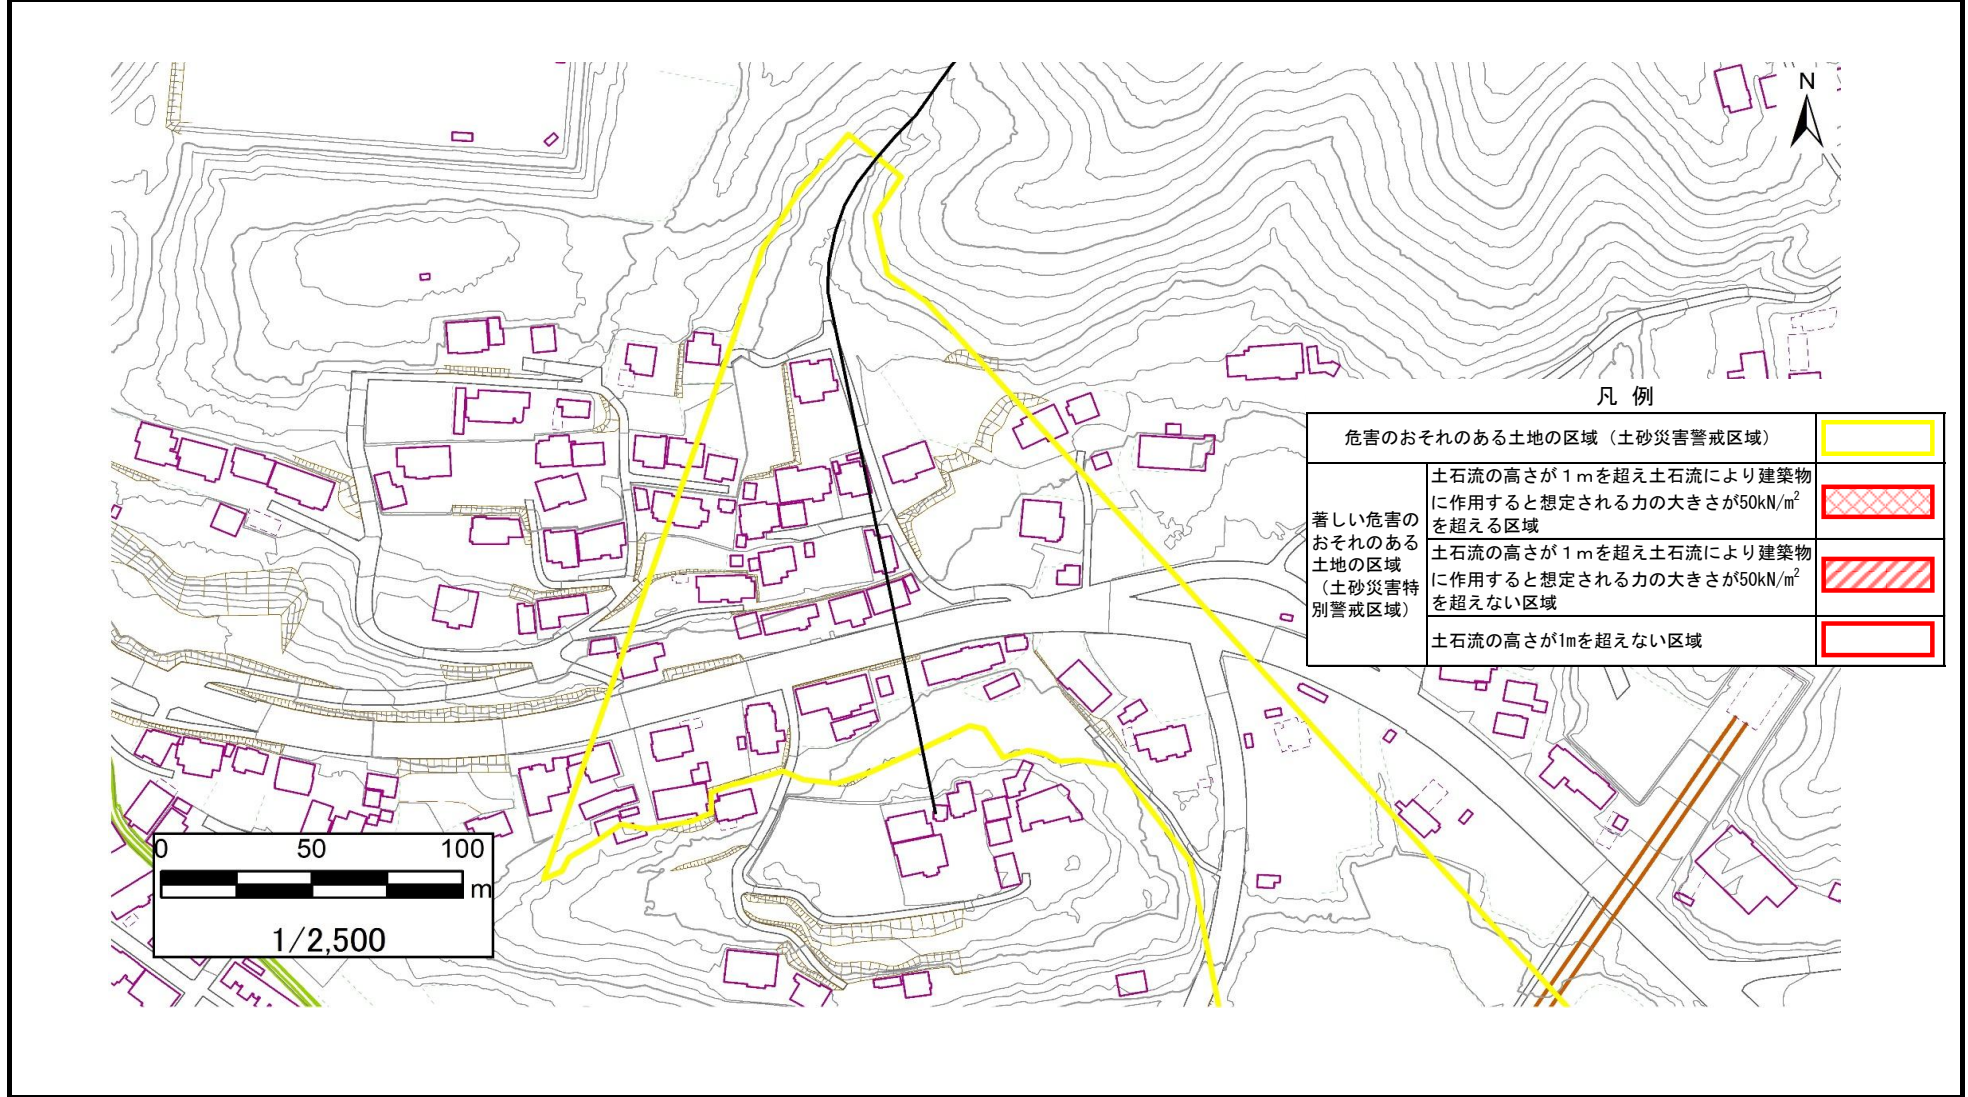 N
凡 例
危害のおそれのある土地の区域（土砂災害警戒区域）
著しい危害の
おそれのある
土地の区域
（土砂災害特
別警戒区域）
土石流の高さが１ｍを超え土石流により建築物
に作用すると想定される力の大きさが50kN/m²
を超える区域
土石流の高さが１ｍを超え土石流により建築物
に作用すると想定される力の大きさが50kN/m²
を超えない区域
土石流の高さが1mを超えない区域
0 50 100
m
1/2,500